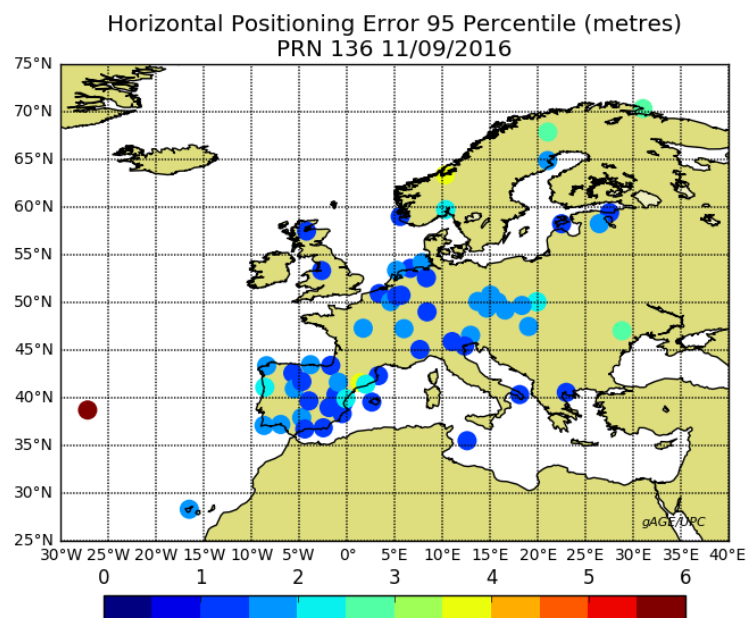 Horizontal Positioning Error 95 Percentile (metres)
PRN 136 11/09/2016
75°N
70°N
65°N
60°N
55°N
50°N
45°N
40°N
35°N
30°N
25°N
gAGE/UPC
30°W 25°W 20°W 15°W 10°W 5°W 0° 5°E 10°E 15°E 20°E 25°E 30°E 35°E 40°E
0 1 2 3 4 5 6